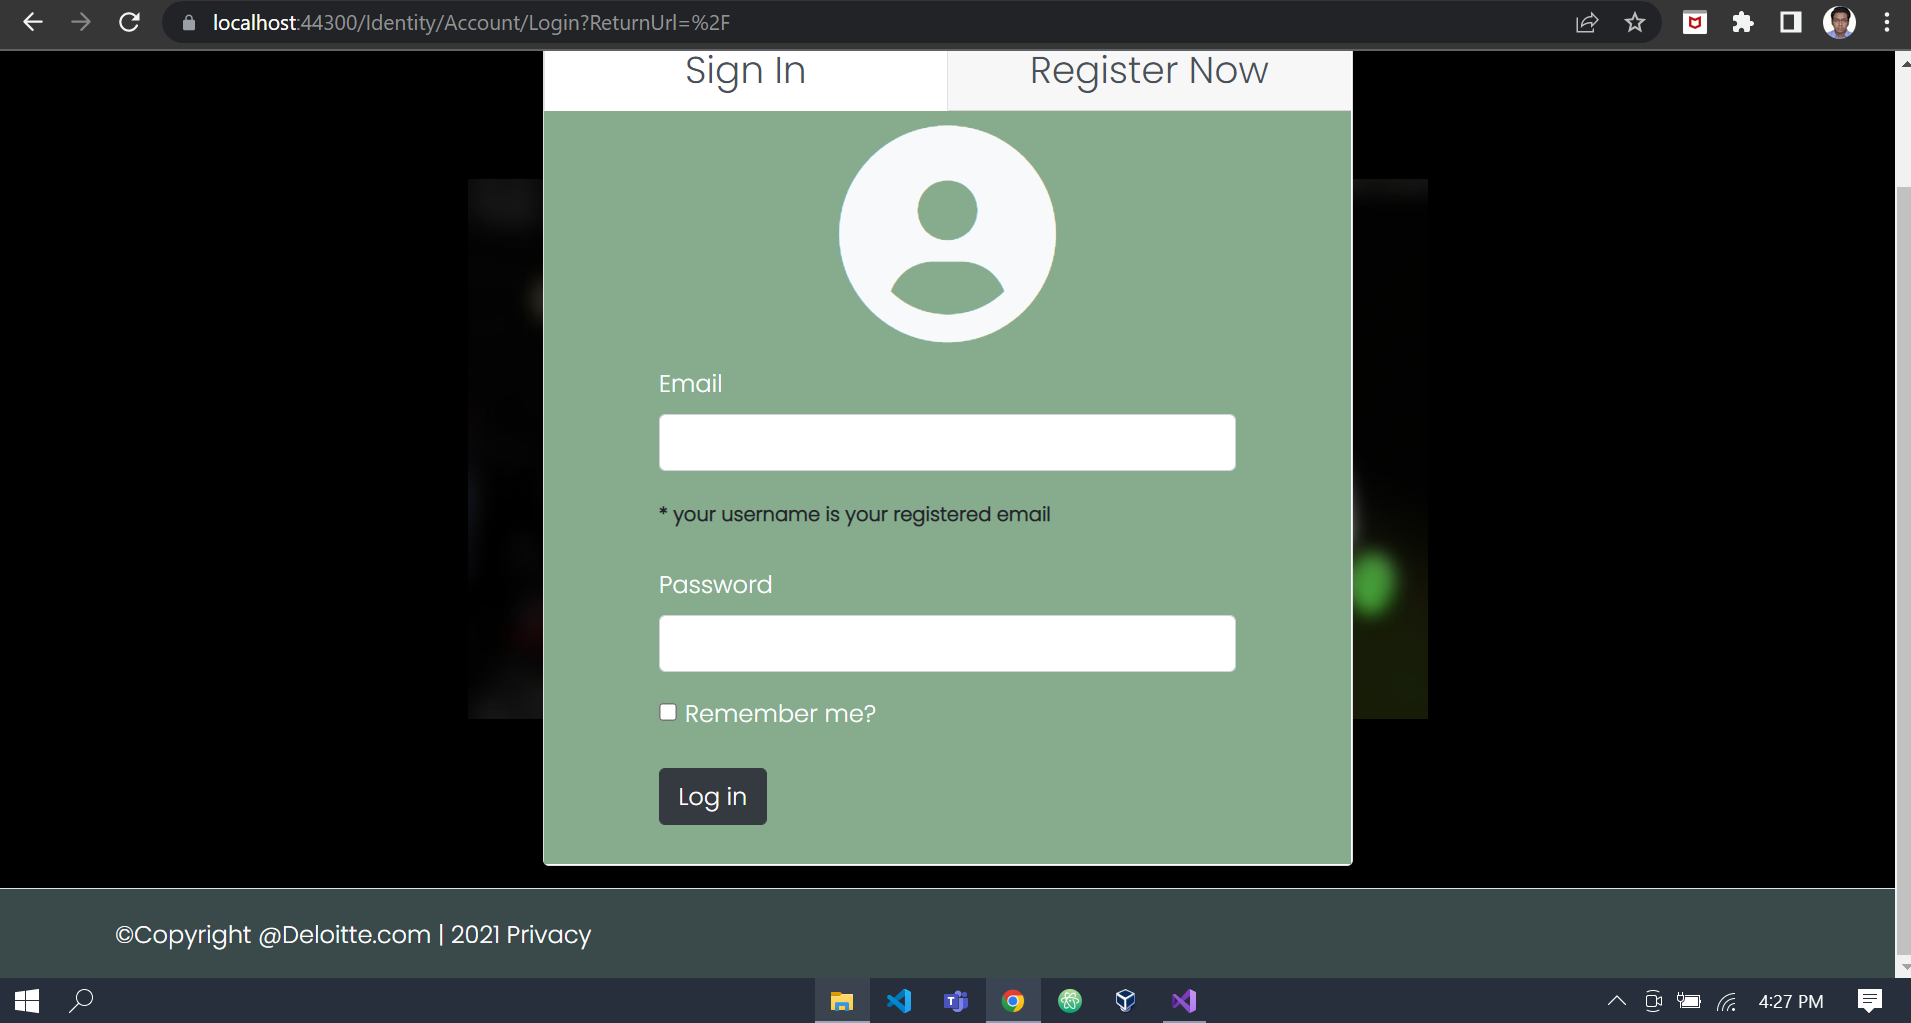 localhost:44300/Identity/Account/Login?ReturnUrl=%2F
Sign In
Register Now
Email
* your username is your registered email
Password
Remember me?
Log in
©Copyright @Deloitte.com | 2021 Privacy
4:27 PM